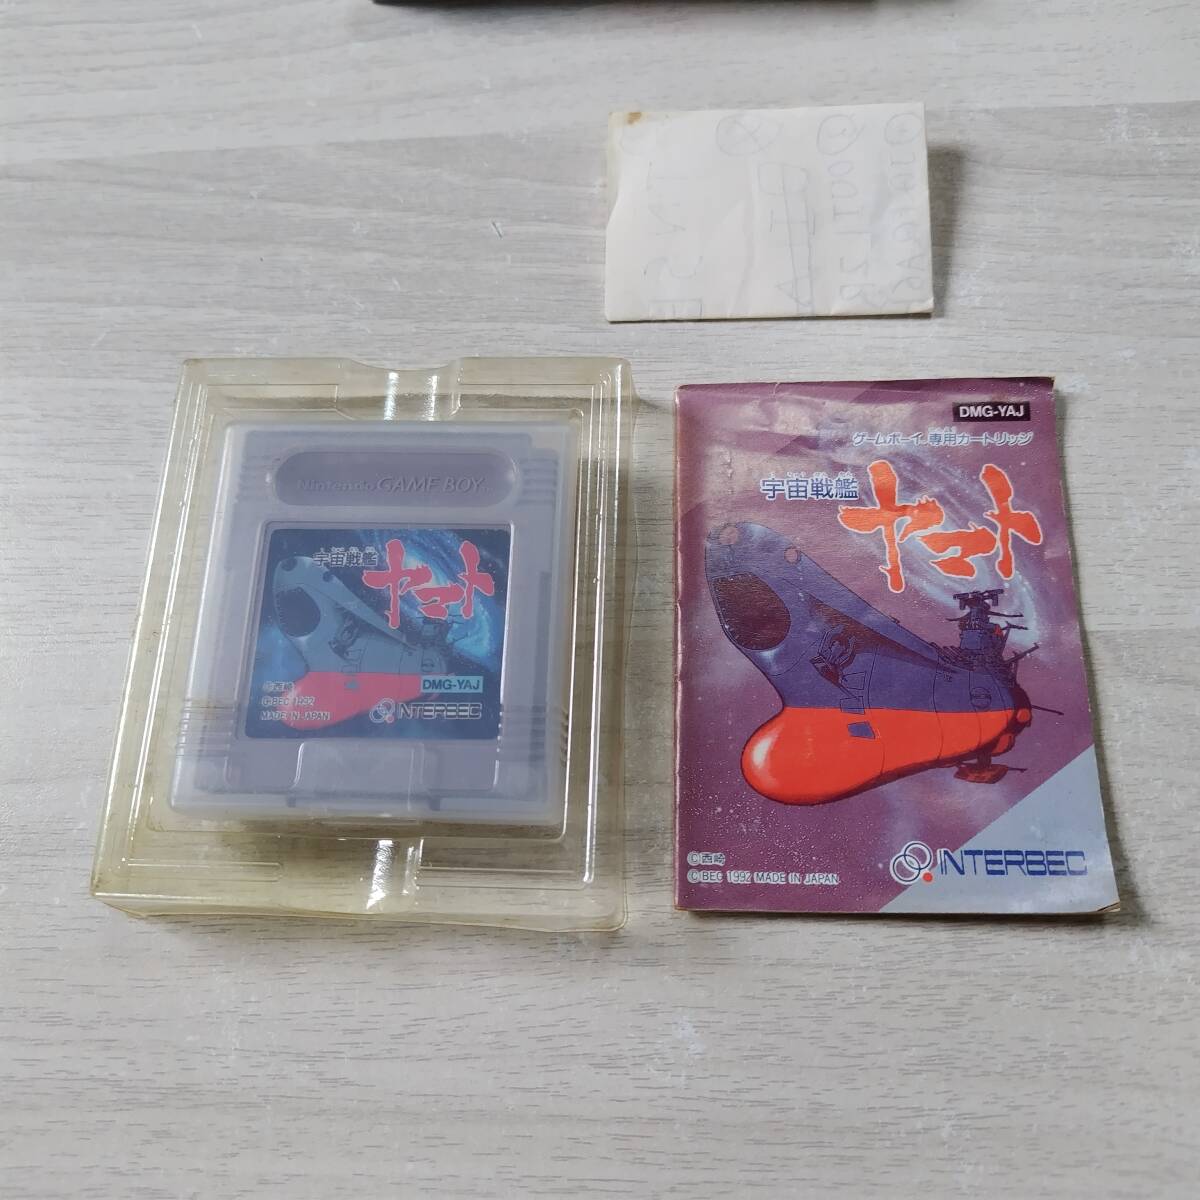 Nintendo GAME BOY
宇宙戦艦
ヤマト
DMG-YAJ
©西崎
©BEC 1992
MADE IN JAPAN
INTERBEC
DMG-YAJ
ゲームボーイ専用カートリッジ
宇宙戦艦
ヤマト
©西崎
©BEC 1992 MADE IN JAPAN
INTERBEC